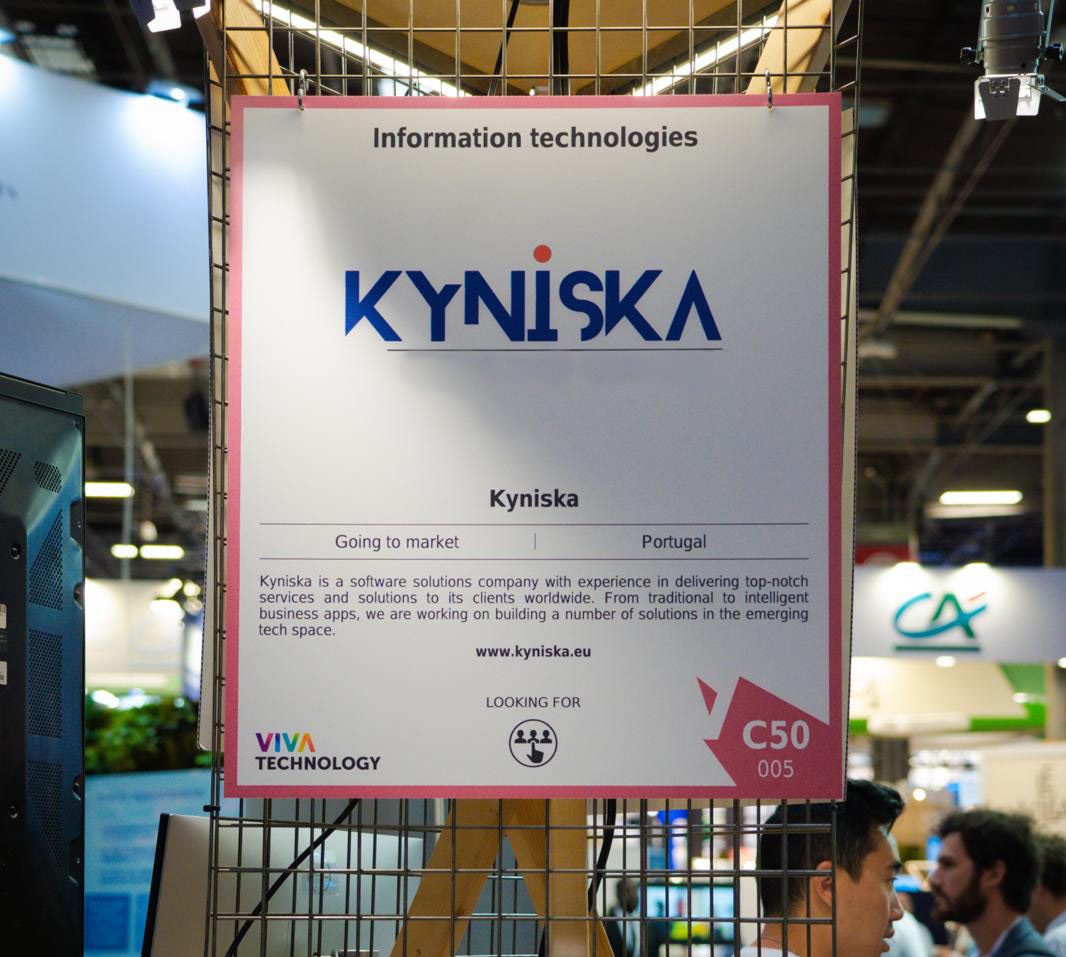 Information technologies
KYNISKA
Kyniska
Going to market | Portugal
Kyniska is a software solutions company with experience in delivering top-notch
services and solutions to its clients worldwide. From traditional to intelligent
business apps, we are working on building a number of solutions in the emerging
tech space.
www.kyniska.eu
LOOKING FOR
VIVA
TECHNOLOGY
C50
005
CA